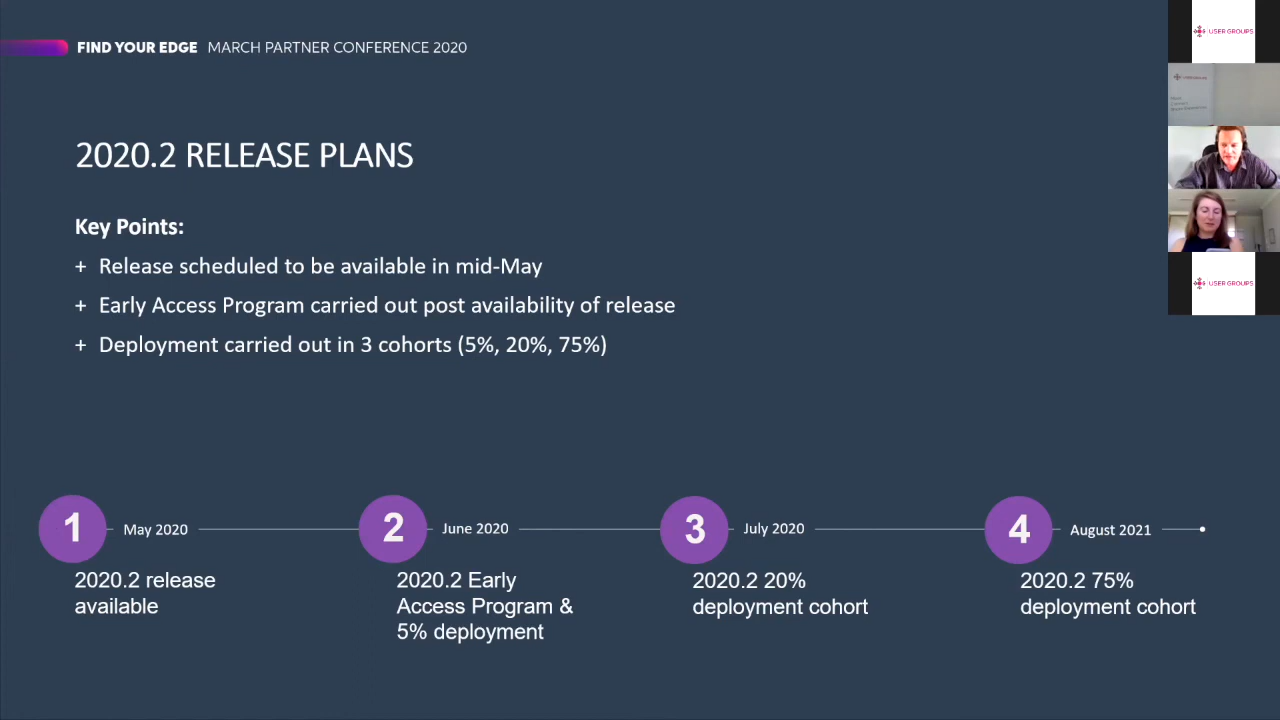 FIND YOUR EDGE MARCH PARTNER CONFERENCE 2020
2020.2 RELEASE PLANS
Key Points:
+ Release scheduled to be available in mid-May
+ Early Access Program carried out post availability of release
+ Deployment carried out in 3 cohorts (5%, 20%, 75%)
1 May 2020
2020.2 release
available
2 June 2020
2020.2 Early
Access Program &
5% deployment
3 July 2020
2020.2 20%
deployment cohort
4 August 2021
2020.2 75%
deployment cohort
USER GROUPS
USER GROUPS